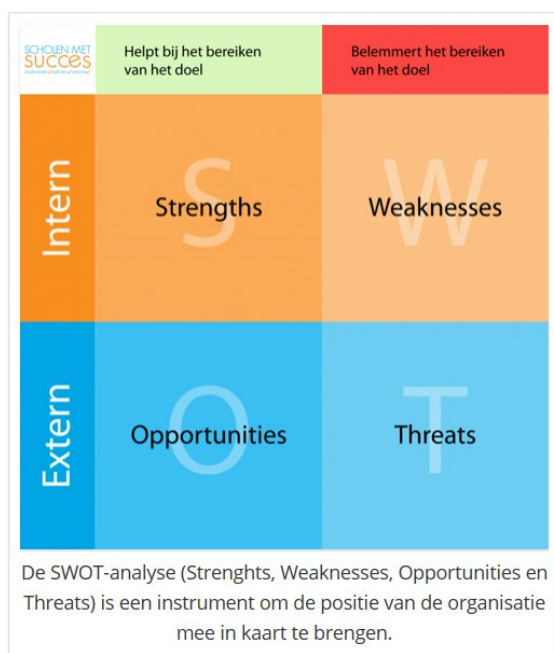 SCHOLEN MET
succes
Helpt bij het bereiken
van het doel
Belemmert het bereiken
van het doel
Intern
S
Strengths
W
Weaknesses
Extern
O
Opportunities
T
Threats
De SWOT-analyse (Strenghts, Weaknesses, Opportunities en
Threats) is een instrument om de positie van de organisatie
mee in kaart te brengen.